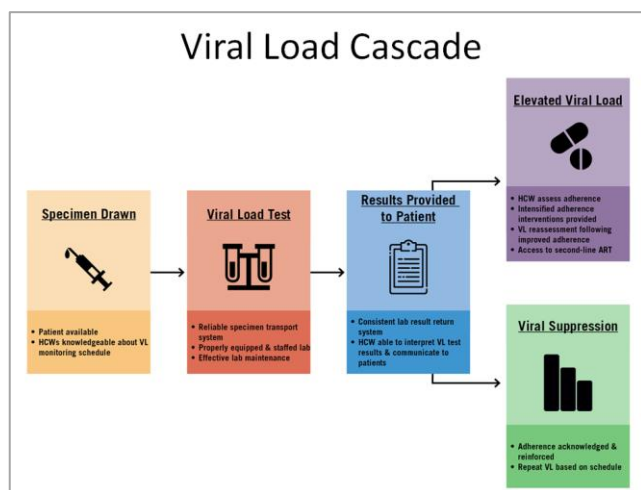 Viral Load Cascade
Specimen Drawn
• Patient available
• HCWs knowledgeable about VL
monitoring schedule
Viral Load Test
• Reliable specimen transport
system
• Properly equipped & staffed lab
• Effective lab maintenance
Results Provided
to Patient
• Consistent lab result return
system
• HCW able to interpret VL test
results & communicate to
patients
Elevated Viral Load
• HCW assess adherence
• Intensified adherence
interventions provided
• VL reassessment following
improved adherence
• Access to second-line ART
Viral Suppression
• Adherence acknowledged &
reinforced
• Repeat VL based on schedule